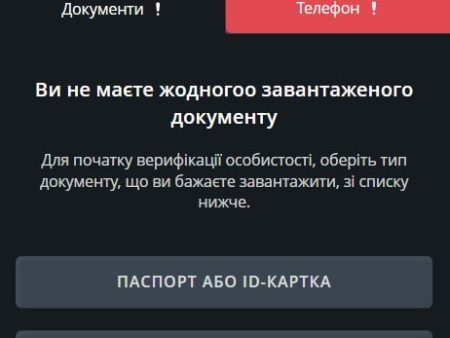 Документи !
Телефон !
Ви не маєте жодногоо завантаженого
документу
Для початку верифікації особистості, оберіть тип
документу, що ви бажаєте завантажити, зі списку
нижче.
ПАСПОРТ АБО ID-КАРТКА